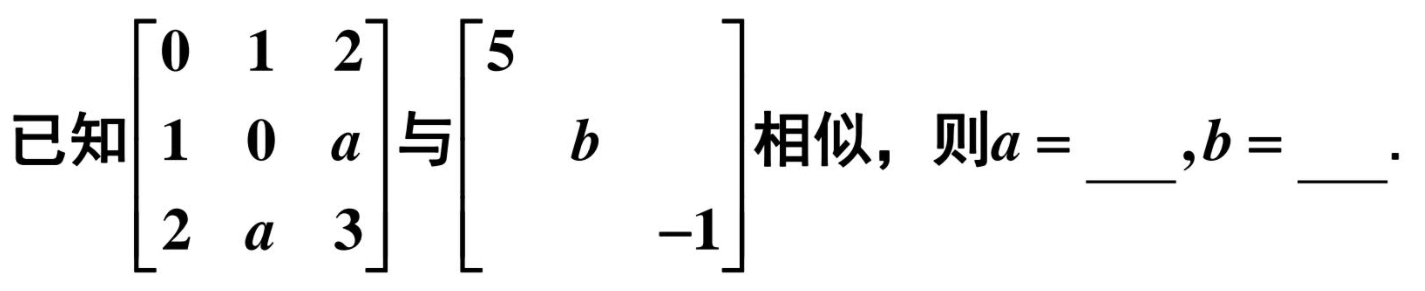 已知[0 1 2
1 0 a
2 a 3]与[5
b
-1]相似，则a = ___,b = ___.